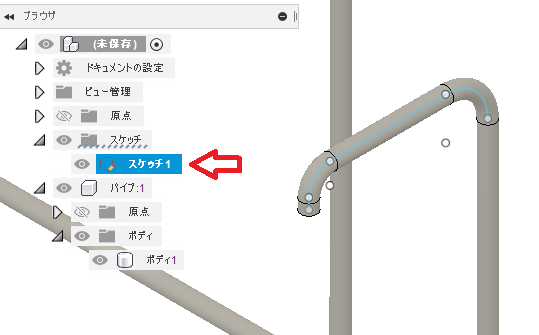 ブラウザ
(未保存)
ドキュメントの設定
ビュー管理
原点
スケッチ
スケッチ1
パイプ:1
原点
ボディ
ボディ1